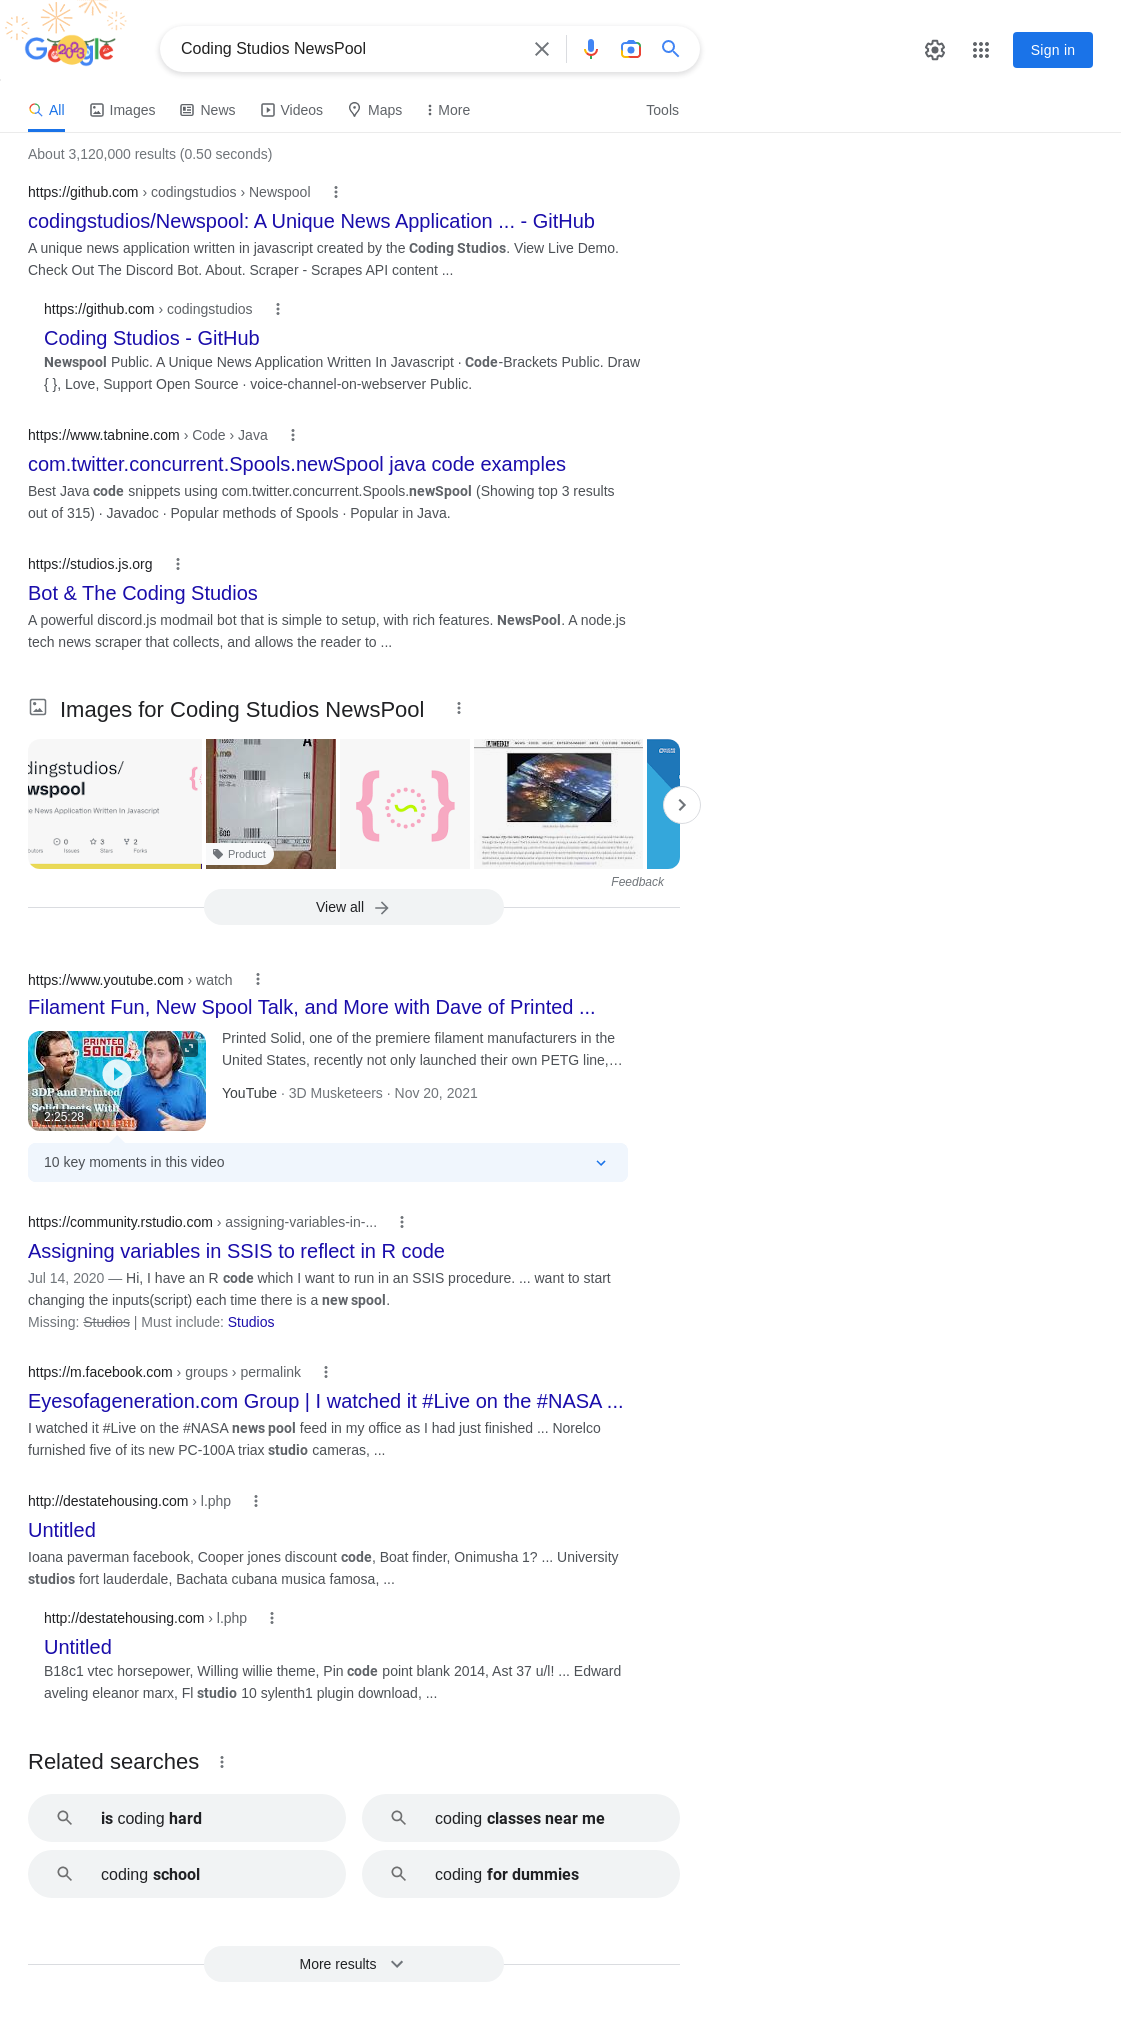 Google
Coding Studios NewsPool
Sign in
All
Images
News
Videos
Maps
More
Tools
About 3,120,000 results (0.50 seconds)
https://github.com › codingstudios › Newspool
codingstudios/Newspool: A Unique News Application ... - GitHub
A unique news application written in javascript created by the Coding Studios. View Live Demo.
Check Out The Discord Bot. About. Scraper - Scrapes API content ...
https://github.com › codingstudios
Coding Studios - GitHub
Newspool Public. A Unique News Application Written In Javascript · Code-Brackets Public. Draw
{ }, Love, Support Open Source · voice-channel-on-webserver Public.
https://www.tabnine.com › Code › Java
com.twitter.concurrent.Spools.newSpool java code examples
Best Java code snippets using com.twitter.concurrent.Spools.newSpool (Showing top 3 results
out of 315) · Javadoc · Popular methods of Spools · Popular in Java.
https://studios.js.org
Bot & The Coding Studios
A powerful discord.js modmail bot that is simple to setup, with rich features. NewsPool. A node.js
tech news scraper that collects, and allows the reader to ...
Images for Coding Studios NewsPool
dingstudios/
wspool
e News Application Written In Javascript
0 3 2
Issues Stars Forks
Product
Feedback
View all
https://www.youtube.com › watch
Filament Fun, New Spool Talk, and More with Dave of Printed ...
PRINTED
SOLID
3DP and Printed
Solid Deets With
2:25:28
Printed Solid, one of the premiere filament manufacturers in the
United States, recently not only launched their own PETG line,…
YouTube · 3D Musketeers · Nov 20, 2021
10 key moments in this video
https://community.rstudio.com › assigning-variables-in-...
Assigning variables in SSIS to reflect in R code
Jul 14, 2020 — Hi, I have an R code which I want to run in an SSIS procedure. ... want to start
changing the inputs(script) each time there is a new spool.
Missing: Studios | Must include: Studios
https://m.facebook.com › groups › permalink
Eyesofageneration.com Group | I watched it #Live on the #NASA ...
I watched it #Live on the #NASA news pool feed in my office as I had just finished ... Norelco
furnished five of its new PC-100A triax studio cameras, ...
http://destatehousing.com › l.php
Untitled
Ioana paverman facebook, Cooper jones discount code, Boat finder, Onimusha 1? ... University
studios fort lauderdale, Bachata cubana musica famosa, ...
http://destatehousing.com › l.php
Untitled
B18c1 vtec horsepower, Willing willie theme, Pin code point blank 2014, Ast 37 u/l! ... Edward
aveling eleanor marx, Fl studio 10 sylenth1 plugin download, ...
Related searches
is coding hard
coding classes near me
coding school
coding for dummies
More results